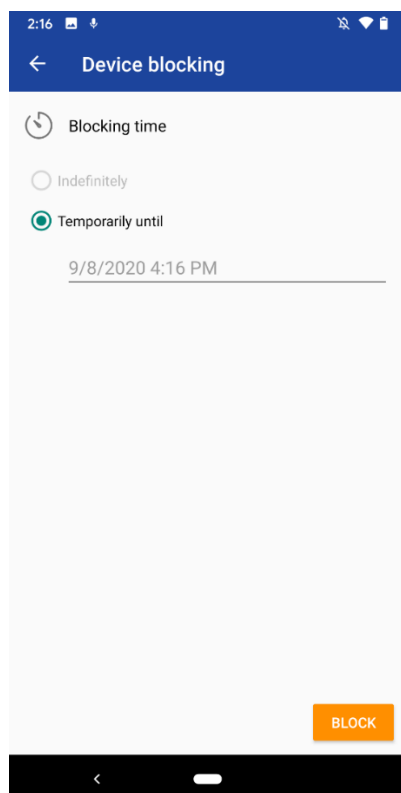 2:16
Device blocking
Blocking time
Indefinitely
Temporarily until
9/8/2020 4:16 PM
BLOCK